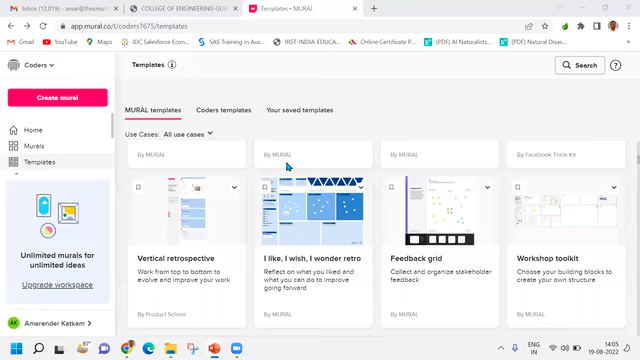 Inbox (12,819) - amar@thesmart
COLLEGE OF ENGINEERING GUI
Templates • MURAL
app.mural.co/t/coders7675/templates
Gmail
YouTube
Maps
IDC Software Econo
SAS Training in Aus
IRST-INDIA-EDUCA
Online Certificate P
(PDF) AI Naturalists
(PDF) Natural Disas
Coders
Templates
Search
Create mural
MURAL templates
Coders templates
Your saved templates
Home
Murals
Templates
Use Cases: All use cases
By MURAL
By MURAL
By MURAL
By Facebook Think Kit
Unlimited murals for
unlimited ideas
Upgrade workspace
Vertical retrospective
Work from top to bottom to
evolve and improve your work
By Product School
I like, I wish, I wonder retro
Reflect on what you liked and
what you can do to improve
going forward
By MURAL
Feedback grid
Collect and organize stakeholder
feedback
By MURAL
Workshop toolkit
Choose your building blocks to
create your own structure
By MURAL
AK
Amarender Katkam
87°
ENG
IN
14:05
19-08-2022